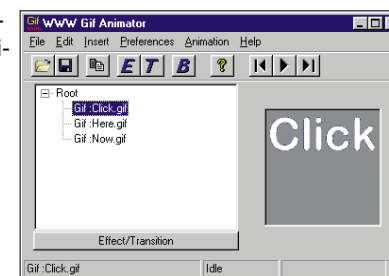 WWW Gif Animator
File Edit Insert Preferences Animation Help
E T B ?
Root
Gif :Click.gif
Gif :Here.gif
Gif :Now.gif
Click
Effect/Transition
Gif :Click.gif Idle